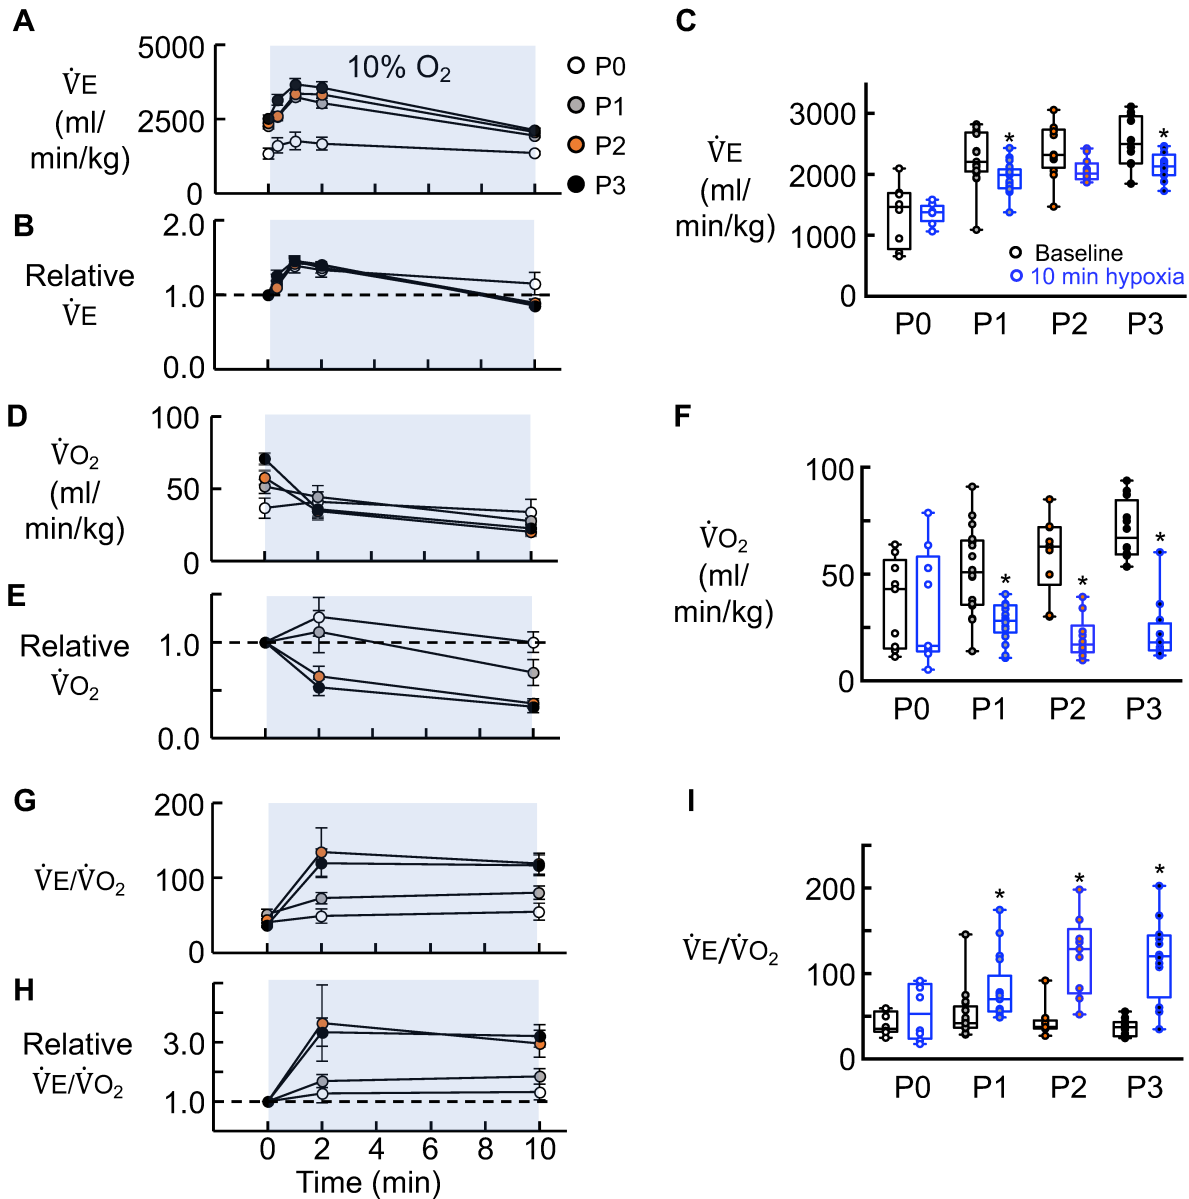 A
V̇E
(ml/
min/kg)
5000
2500
0
10% O₂
P0
P1
P2
P3
B
Relative
V̇E
2.0
1.0
0.0
C
V̇E
(ml/
min/kg)
3000
2000
1000
0
*
*
Baseline
10 min hypoxia
P0 P1 P2 P3
D
V̇O₂
(ml/
min/kg)
100
50
0
E
Relative
V̇O₂
1.0
0.0
F
V̇O₂
(ml/
min/kg)
100
50
0
*
*
*
P0 P1 P2 P3
G
V̇E/V̇O₂
200
100
0
H
Relative
V̇E/V̇O₂
3.0
1.0
0 2 4 6 8 10
Time (min)
I
V̇E/V̇O₂
200
100
0
*
*
*
P0 P1 P2 P3